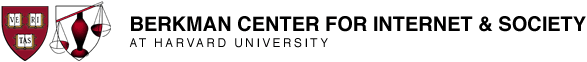 VE RI
TAS
BERKMAN CENTER FOR INTERNET & SOCIETY
AT HARVARD UNIVERSITY